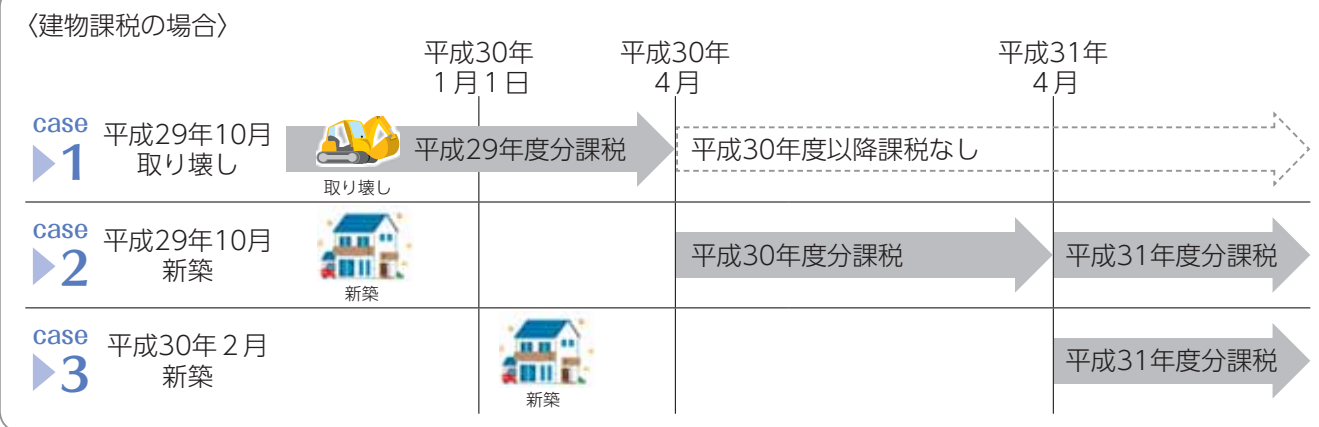 〈建物課税の場合〉
平成30年
1月1日
平成30年
4月
平成31年
4月
case
1
平成29年10月
取り壊し
取り壊し
平成29年度分課税
平成30年度以降課税なし
case
2
平成29年10月
新築
新築
平成30年度分課税
平成31年度分課税
case
3
平成30年2月
新築
新築
平成31年度分課税